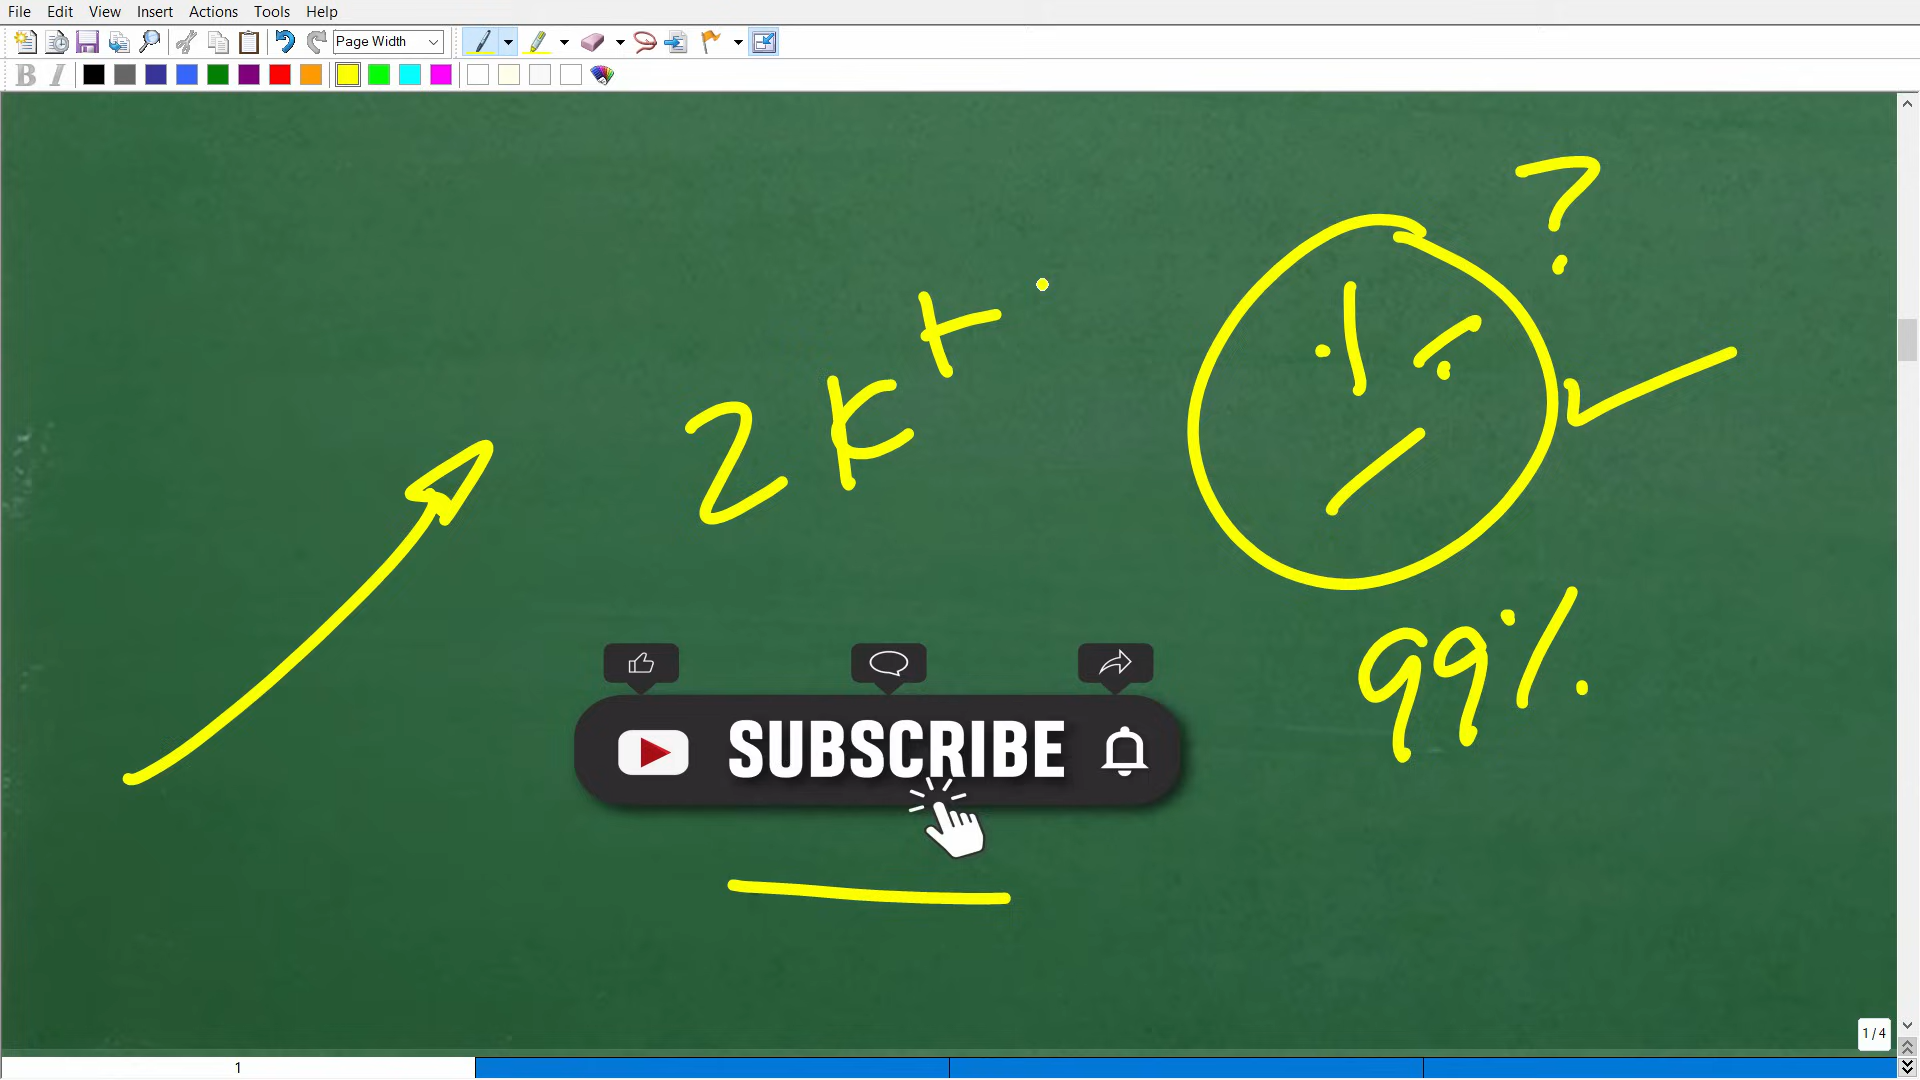 File Edit View Insert Actions Tools Help
Page Width
B I
?
2K+
99%
SUBSCRIBE
1 / 4
1